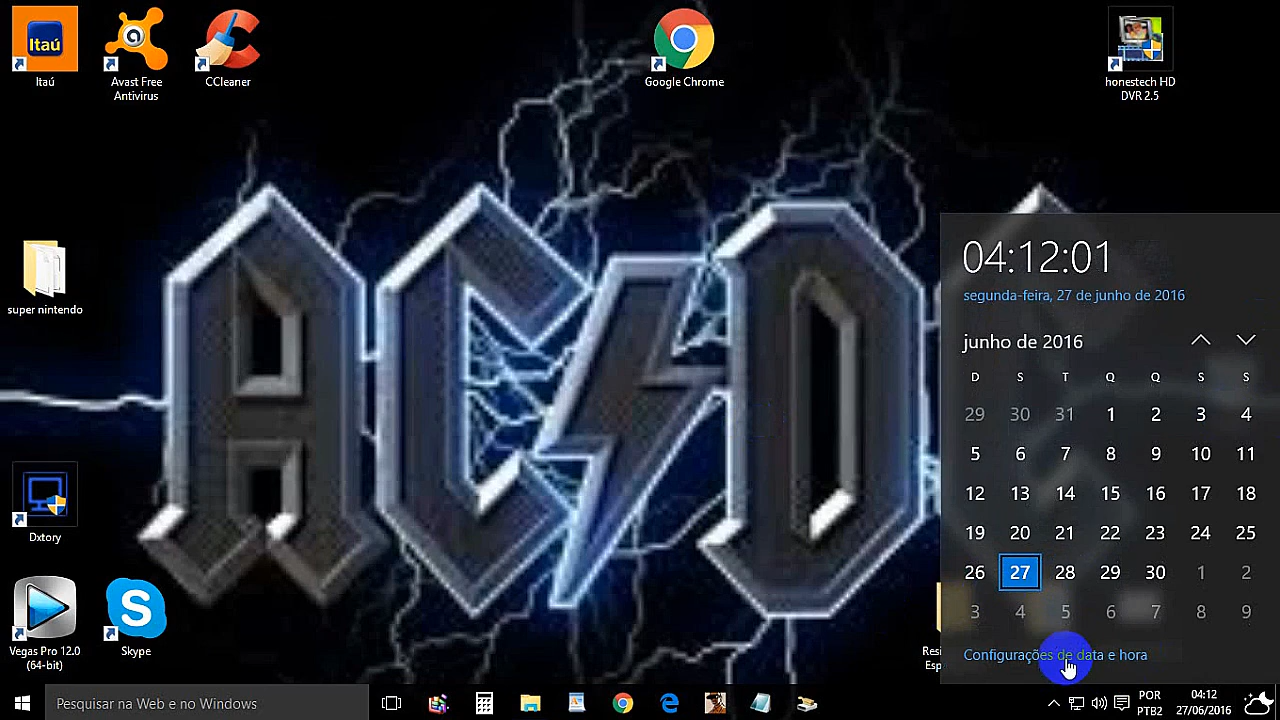 Itaú
Itaú
Avast Free
Antivirus
CCleaner
Google Chrome
honestech HD
DVR 2.5
super nintendo
Dxtory
Vegas Pro 12.0
(64-bit)
Skype
AC D
04:12:01
segunda-feira, 27 de junho de 2016
junho de 2016
D S T Q Q S S
29 30 31 1 2 3 4
5 6 7 8 9 10 11
12 13 14 15 16 17 18
19 20 21 22 23 24 25
26 27 28 29 30 1 2
3 4 5 6 7 8 9
Configurações de data e hora
Pesquisar na Web e no Windows
POR
PTB2
04:12
27/06/2016